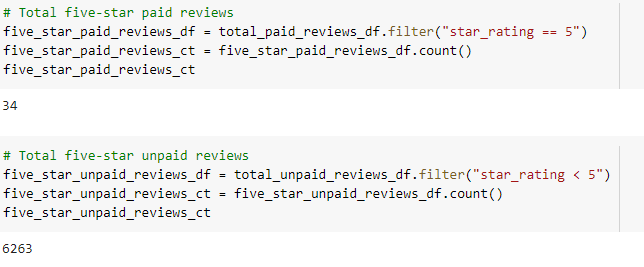 # Total five-star paid reviews
five_star_paid_reviews_df = total_paid_reviews_df.filter("star_rating == 5")
five_star_paid_reviews_ct = five_star_paid_reviews_df.count()
five_star_paid_reviews_ct
34
# Total five-star unpaid reviews
five_star_unpaid_reviews_df = total_unpaid_reviews_df.filter("star_rating < 5")
five_star_unpaid_reviews_ct = five_star_unpaid_reviews_df.count()
five_star_unpaid_reviews_ct
6263